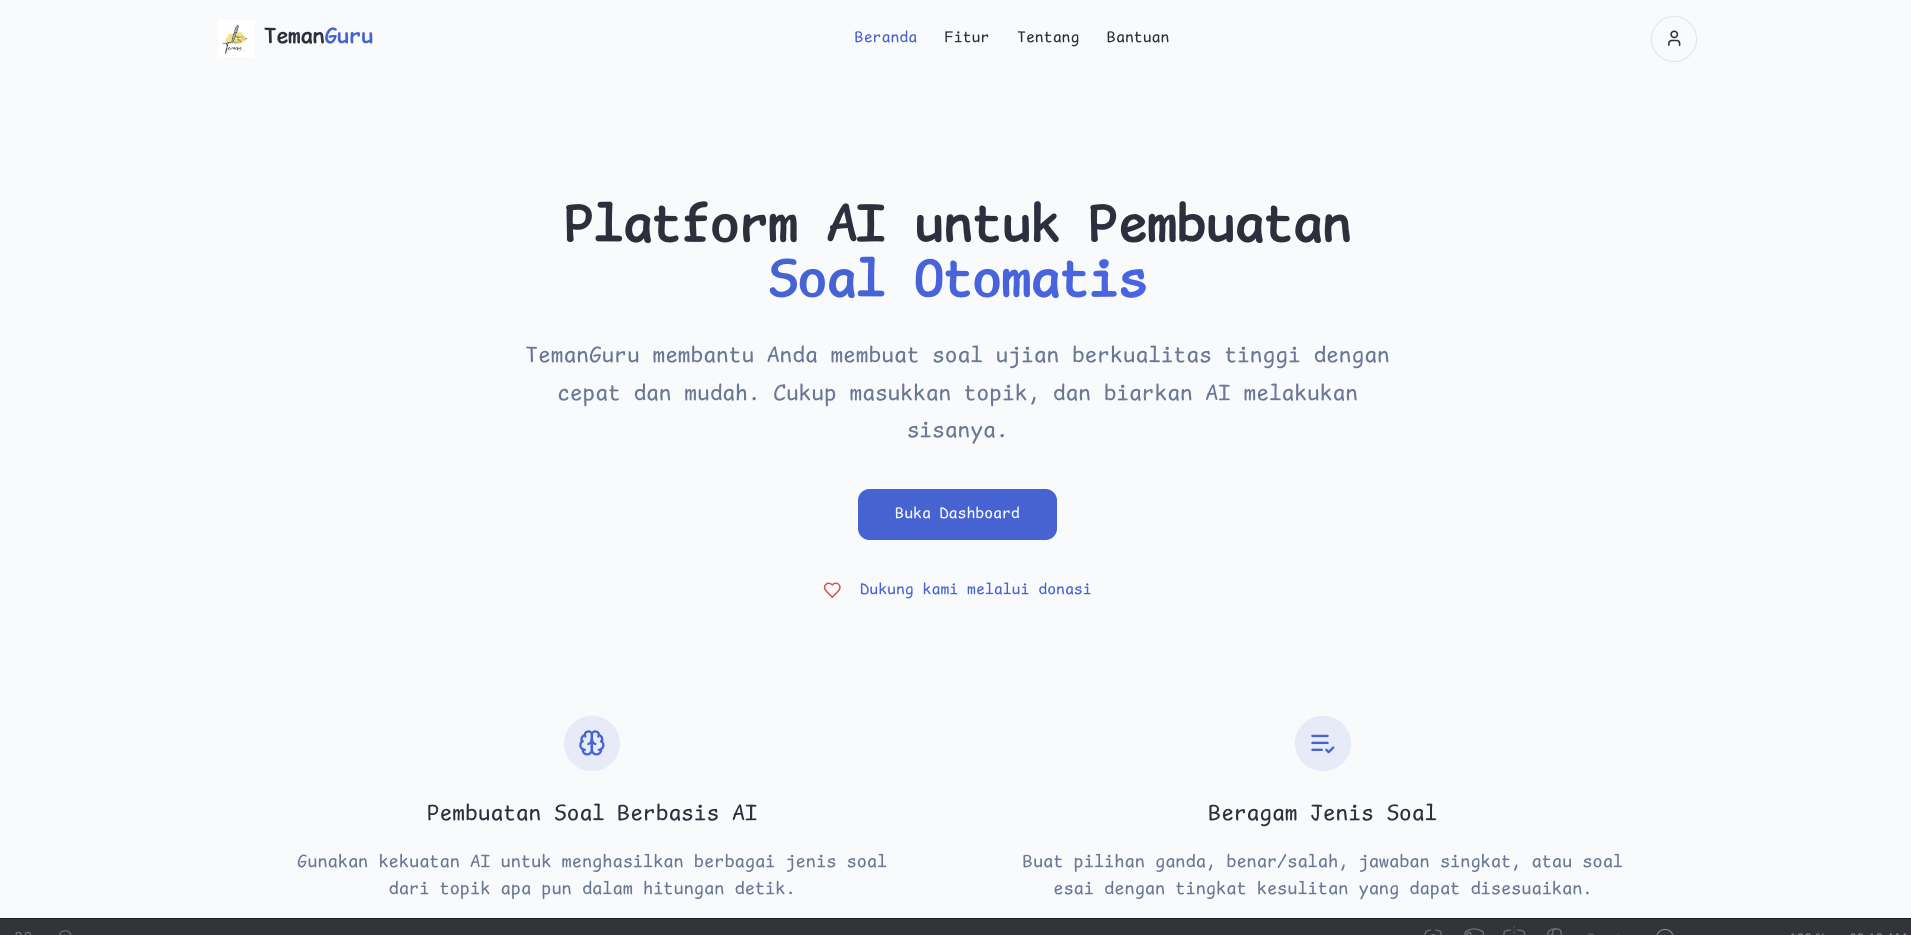 TemanGuru
Beranda Fitur Tentang Bantuan
Platform AI untuk Pembuatan
Soal Otomatis
TemanGuru membantu Anda membuat soal ujian berkualitas tinggi dengan
cepat dan mudah. Cukup masukkan topik, dan biarkan AI melakukan
sisanya.
Buka Dashboard
Dukung kami melalui donasi
Pembuatan Soal Berbasis AI
Gunakan kekuatan AI untuk menghasilkan berbagai jenis soal
dari topik apa pun dalam hitungan detik.
Beragam Jenis Soal
Buat pilihan ganda, benar/salah, jawaban singkat, atau soal
esai dengan tingkat kesulitan yang dapat disesuaikan.